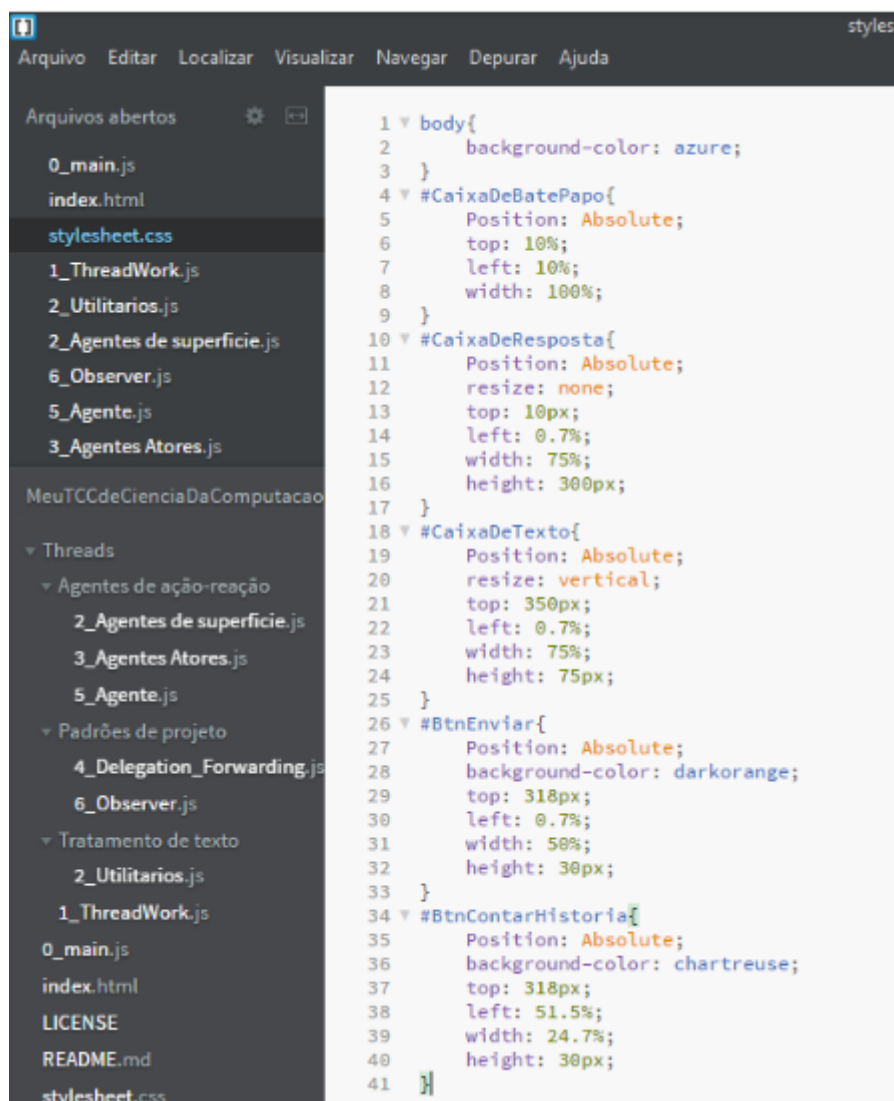 styles
Arquivo Editar Localizar Visualizar Navegar Depurar Ajuda
Arquivos abertos
0_main.js
index.html
stylesheet.css
1_ThreadWork.js
2_Utilitarios.js
2_Agentes de superficie.js
6_Observer.js
5_Agente.js
3_Agentes Atores.js
MeuTCCdeCienciaDaComputacao
Threads
Agentes de ação-reação
2_Agentes de superficie.js
3_Agentes Atores.js
5_Agente.js
Padrões de projeto
4_Delegation_Forwarding.js
6_Observer.js
Tratamento de texto
2_Utilitarios.js
1_ThreadWork.js
0_main.js
index.html
LICENSE
README.md
stylesheet.css
1 body{
2 background-color: azure;
3 }
4 #CaixaDeBatePapo{
5 Position: Absolute;
6 top: 10%;
7 left: 10%;
8 width: 100%;
9 }
10 #CaixaDeResposta{
11 Position: Absolute;
12 resize: none;
13 top: 10px;
14 left: 0.7%;
15 width: 75%;
16 height: 300px;
17 }
18 #CaixaDeTexto{
19 Position: Absolute;
20 resize: vertical;
21 top: 350px;
22 left: 0.7%;
23 width: 75%;
24 height: 75px;
25 }
26 #BtnEnviar{
27 Position: Absolute;
28 background-color: darkorange;
29 top: 318px;
30 left: 0.7%;
31 width: 50%;
32 height: 30px;
33 }
34 #BtnContarHistoria{
35 Position: Absolute;
36 background-color: chartreuse;
37 top: 318px;
38 left: 51.5%;
39 width: 24.7%;
40 height: 30px;
41 }